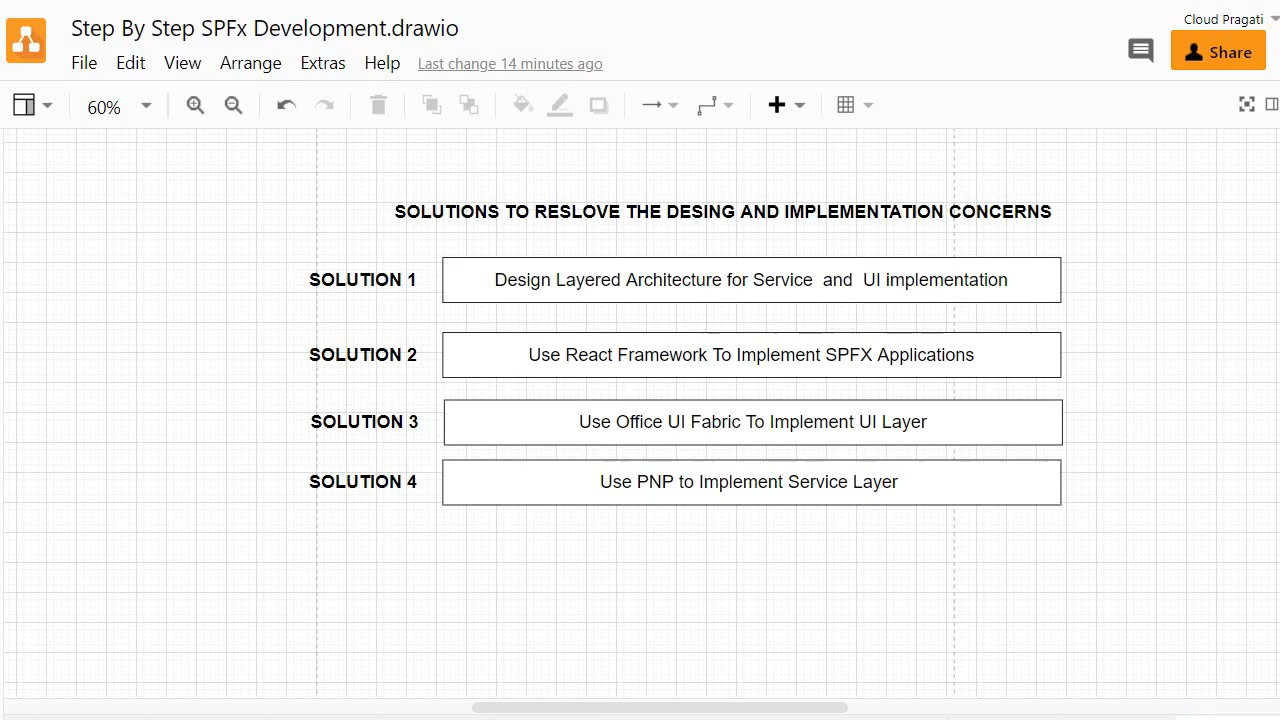 Step By Step SPFx Development.drawio
Cloud Pragati
File Edit View Arrange Extras Help Last change 14 minutes ago
Share
60%
SOLUTIONS TO RESLOVE THE DESING AND IMPLEMENTATION CONCERNS
SOLUTION 1 Design Layered Architecture for Service and UI implementation
SOLUTION 2 Use React Framework To Implement SPFX Applications
SOLUTION 3 Use Office UI Fabric To Implement UI Layer
SOLUTION 4 Use PNP to Implement Service Layer